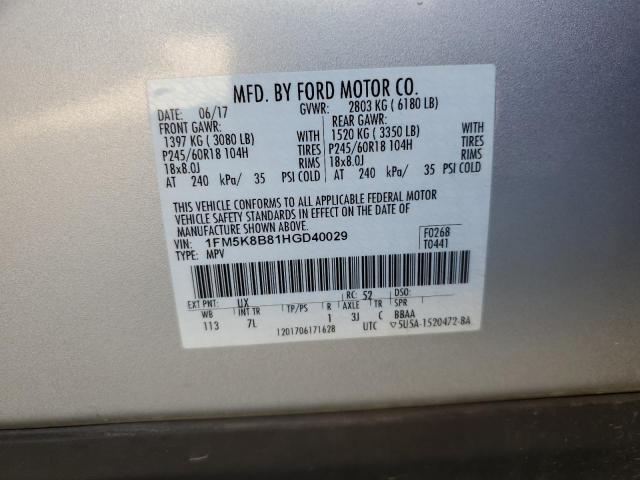 MFD. BY FORD MOTOR CO.
DATE: 06/17 GVWR: 2803 KG ( 6180 LB)
FRONT GAWR: REAR GAWR:
1397 KG ( 3080 LB) WITH 1520 KG ( 3350 LB) WITH
P245/60R18 104H TIRES P245/60R18 104H TIRES
18x8.0J RIMS 18x8.0J RIMS
AT 240 kPa/ 35 PSI COLD AT 240 kPa/ 35 PSI COLD
THIS VEHICLE CONFORMS TO ALL APPLICABLE FEDERAL MOTOR
VEHICLE SAFETY STANDARDS IN EFFECT ON THE DATE OF
MANUFACTURE SHOWN ABOVE.
VIN: 1FM5K8B81HGD40029 F0268
TYPE: MPV T0441
EXT PNT: UX RC: 52 DSO:
WB INT TR TP/PS R AXLE TR SPR
113 7L 1 3J C BBAA
1201706171628 UTC ▽5U5A-1520472-BA